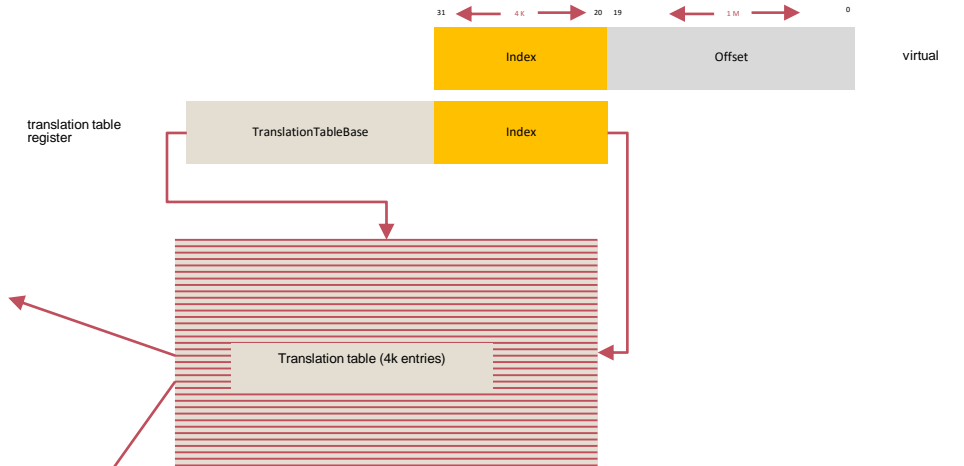 31 4 K 20 19 1 M 0
Index Offset virtual
translation table
register
TranslationTableBase Index
Translation table (4k entries)